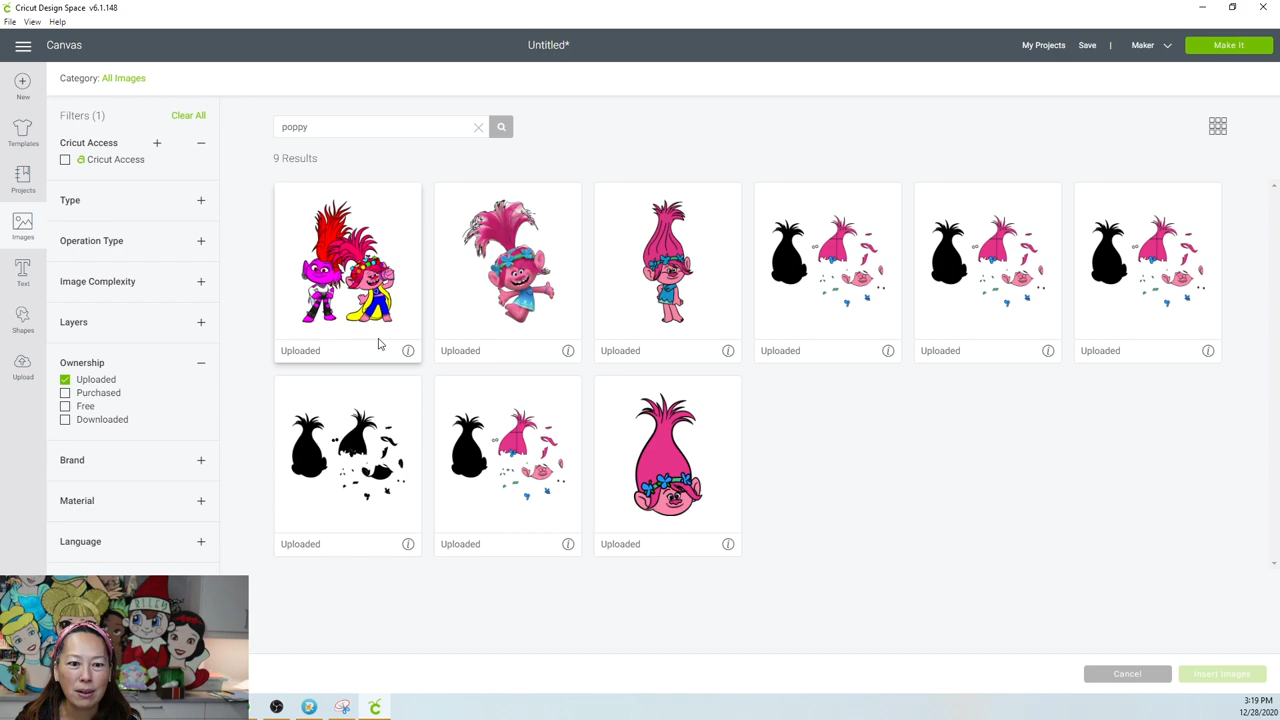 Cricut Design Space v6.1.148
File View Help
Canvas
Untitled*
My Projects Save | Maker Make It
New
Templates
Projects
Images
Text
Shapes
Upload
Category: All Images
Filters (1) Clear All
Cricut Access
Cricut Access
Type
Operation Type
Image Complexity
Layers
Ownership
Uploaded
Purchased
Free
Downloaded
Brand
Material
Language
poppy
9 Results
Uploaded Uploaded Uploaded Uploaded Uploaded Uploaded
Uploaded Uploaded Uploaded
Cancel Insert Images
3:19 PM
12/28/2020